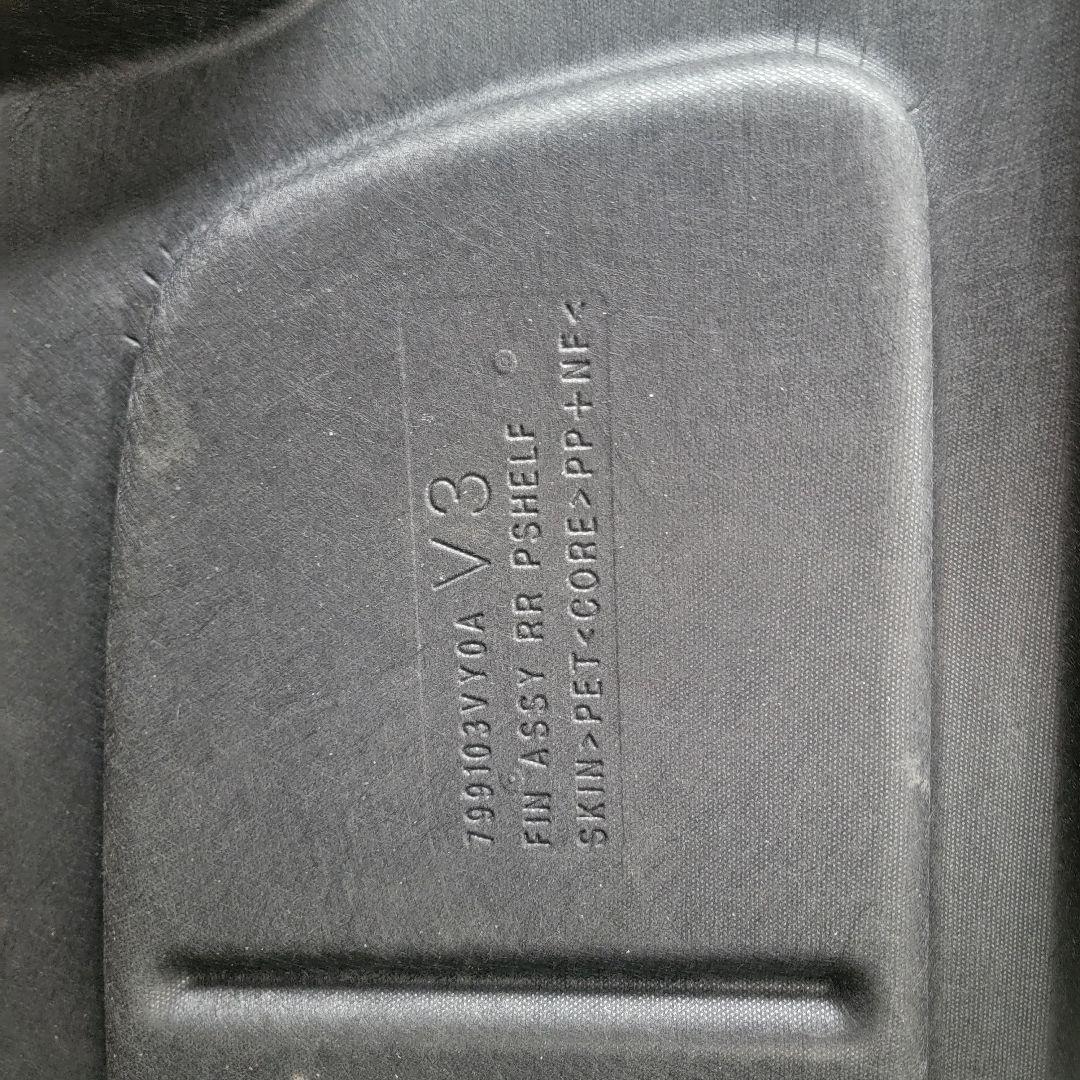 799103VY0A V3
FIN ASSY RR PSHELF
SKIN>PET<CORE>PP+NF<